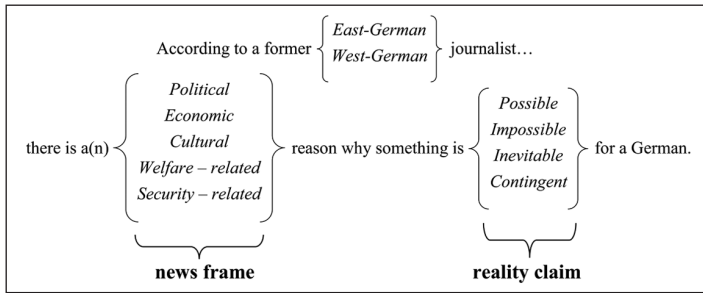 East-German
According to a former West-German journalist…
Political
Economic
Cultural
Welfare – related
Security – related
there is a(n) reason why something is
Possible
Impossible
Inevitable
Contingent
for a German.
news frame
reality claim